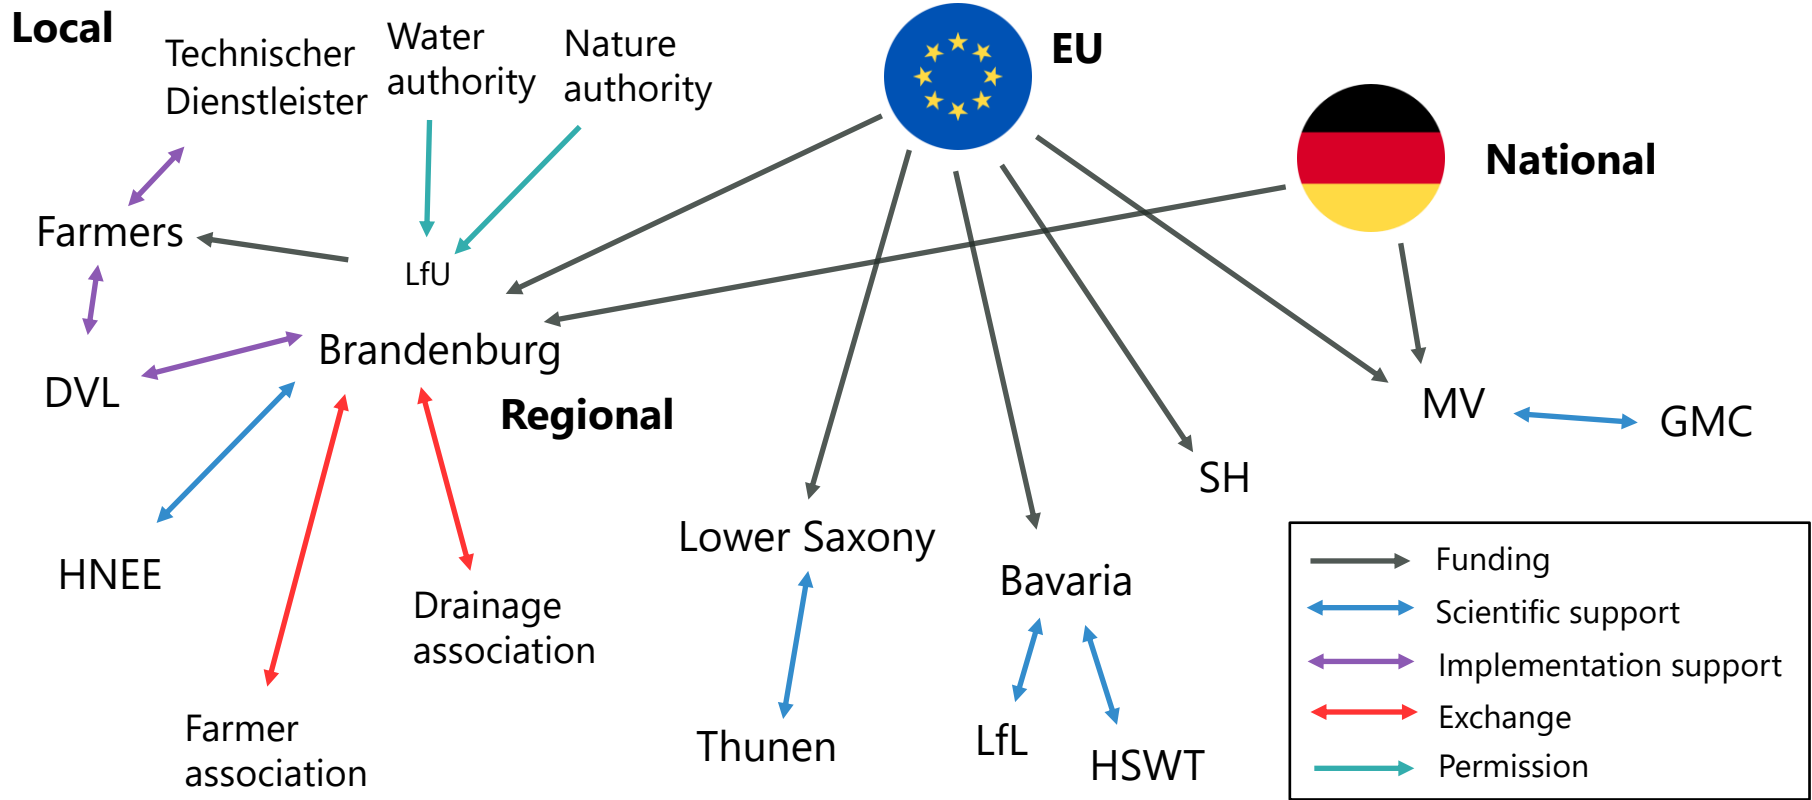 Local
Technischer
Dienstleister
Water
authority
Nature
authority
EU
National
Farmers
LfU
Brandenburg
DVL
Regional
MV
GMC
SH
HNEE
Lower Saxony
Bavaria
Drainage
association
Farmer
association
Thunen
LfL
HSWT
Funding
Scientific support
Implementation support
Exchange
Permission